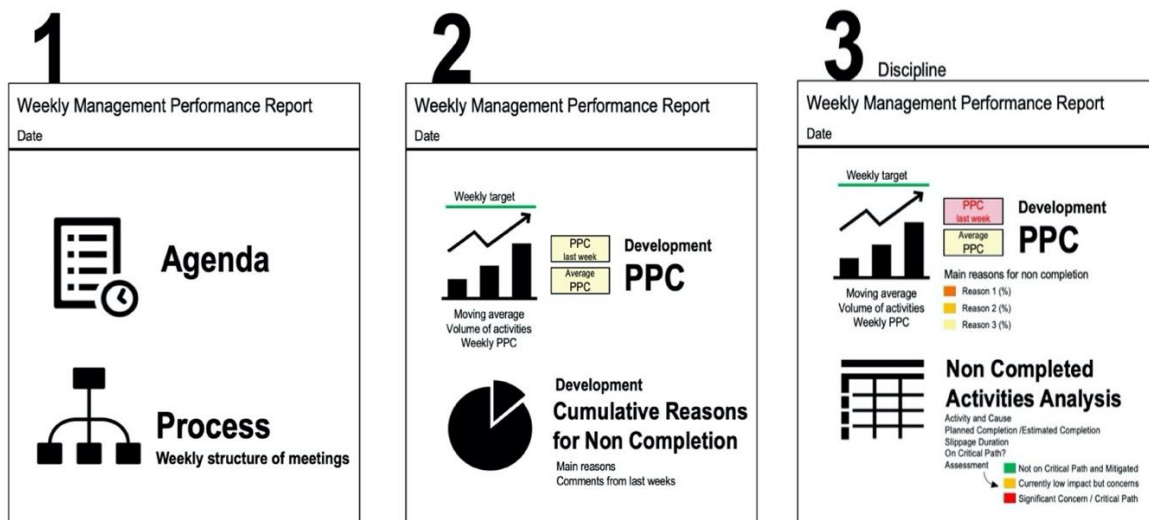 1
Weekly Management Performance Report
Date
Agenda
Process
Weekly structure of meetings
2
Weekly Management Performance Report
Date
Weekly target
PPC
last week
Average
PPC
Development
PPC
Moving average
Volume of activities
Weekly PPC
Development
Cumulative Reasons
for Non Completion
Main reasons
Comments from last weeks
3 Discipline
Weekly Management Performance Report
Date
Weekly target
PPC
last week
Average
PPC
Development
PPC
Main reasons for non completion
Reason 1 (%)
Reason 2 (%)
Reason 3 (%)
Moving average
Volume of activities
Weekly PPC
Non Completed
Activities Analysis
Activity and Cause
Planned Completion /Estimated Completion
Slippage Duration
On Critical Path?
Assessment
Not on Critical Path and Mitigated
Currently low impact but concerns
Significant Concern / Critical Path